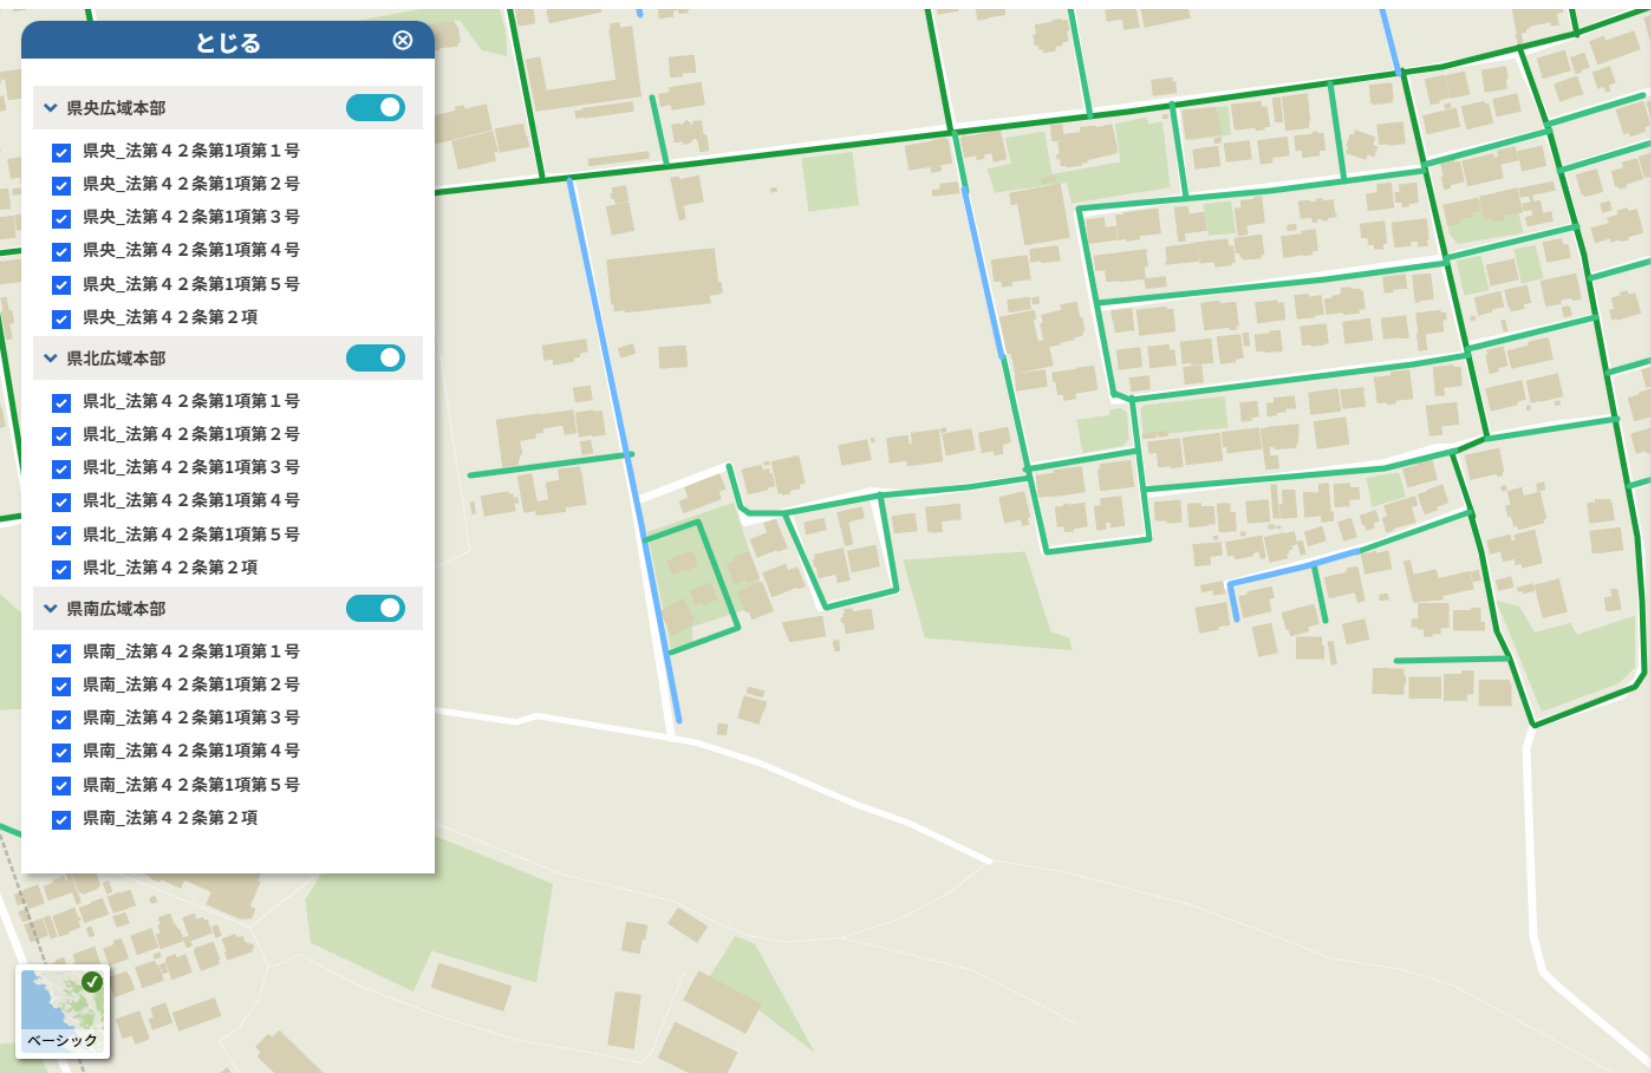 とじる
県央広域本部
県央_法第４２条第1項第１号
県央_法第４２条第1項第２号
県央_法第４２条第1項第３号
県央_法第４２条第1項第４号
県央_法第４２条第1項第５号
県央_法第４２条第２項
県北広域本部
県北_法第４２条第1項第１号
県北_法第４２条第1項第２号
県北_法第４２条第1項第３号
県北_法第４２条第1項第４号
県北_法第４２条第1項第５号
県北_法第４２条第２項
県南広域本部
県南_法第４２条第1項第１号
県南_法第４２条第1項第２号
県南_法第４２条第1項第３号
県南_法第４２条第1項第４号
県南_法第４２条第1項第５号
県南_法第４２条第２項
ベーシック